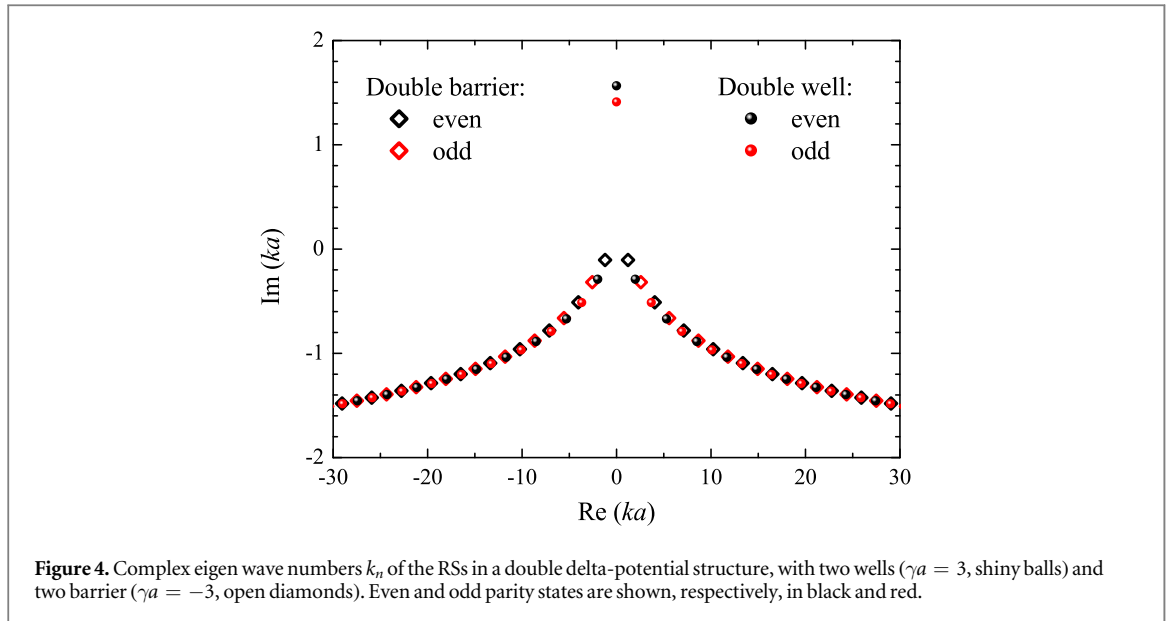 2
Double barrier:
Double well:
even
even
odd
odd
1
0
Im (ka)
-1
-2
-30
-20
-10
0
10
20
30
Re (ka)
Figure 4. Complex eigen wave numbers kₙ of the RSs in a double delta-potential structure, with two wells (γa = 3, shiny balls) and
two barrier (γa = −3, open diamonds). Even and odd parity states are shown, respectively, in black and red.